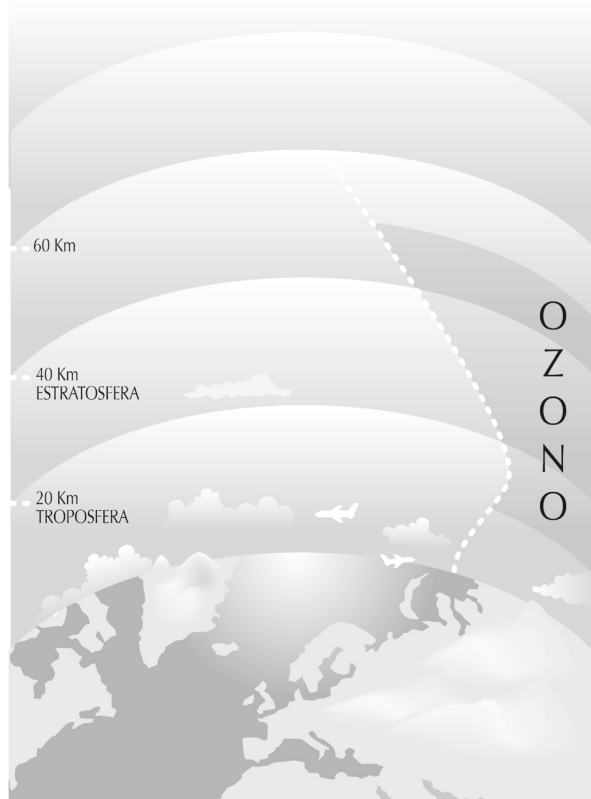 60 Km
40 Km
ESTRATOSFERA
20 Km
TROPOSFERA
O
Z
O
N
O